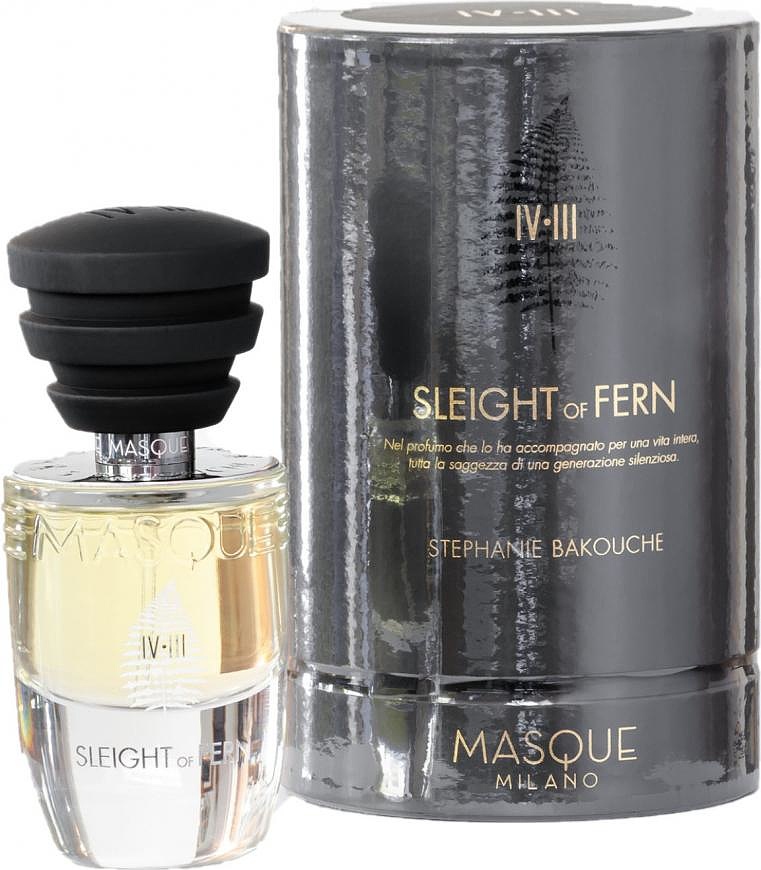 IV•III
IV•III
SLEIGHT OF FERN
Nel profumo che lo ha accompagnato per una vita intera,
tutta la saggezza di una generazione silenziosa.
STEPHANIE BAKOUCHE
MASQUE
MILANO
MASQUE
MASQUE
IV•III
SLEIGHT OF FERN